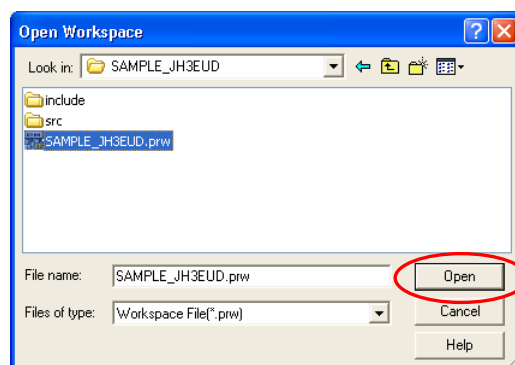 Open Workspace
Look in: SAMPLE_JH3EUD
include
src
SAMPLE_JH3EUD.prw
File name: SAMPLE_JH3EUD.prw Open
Files of type: Workspace File(*.prw) Cancel
Help